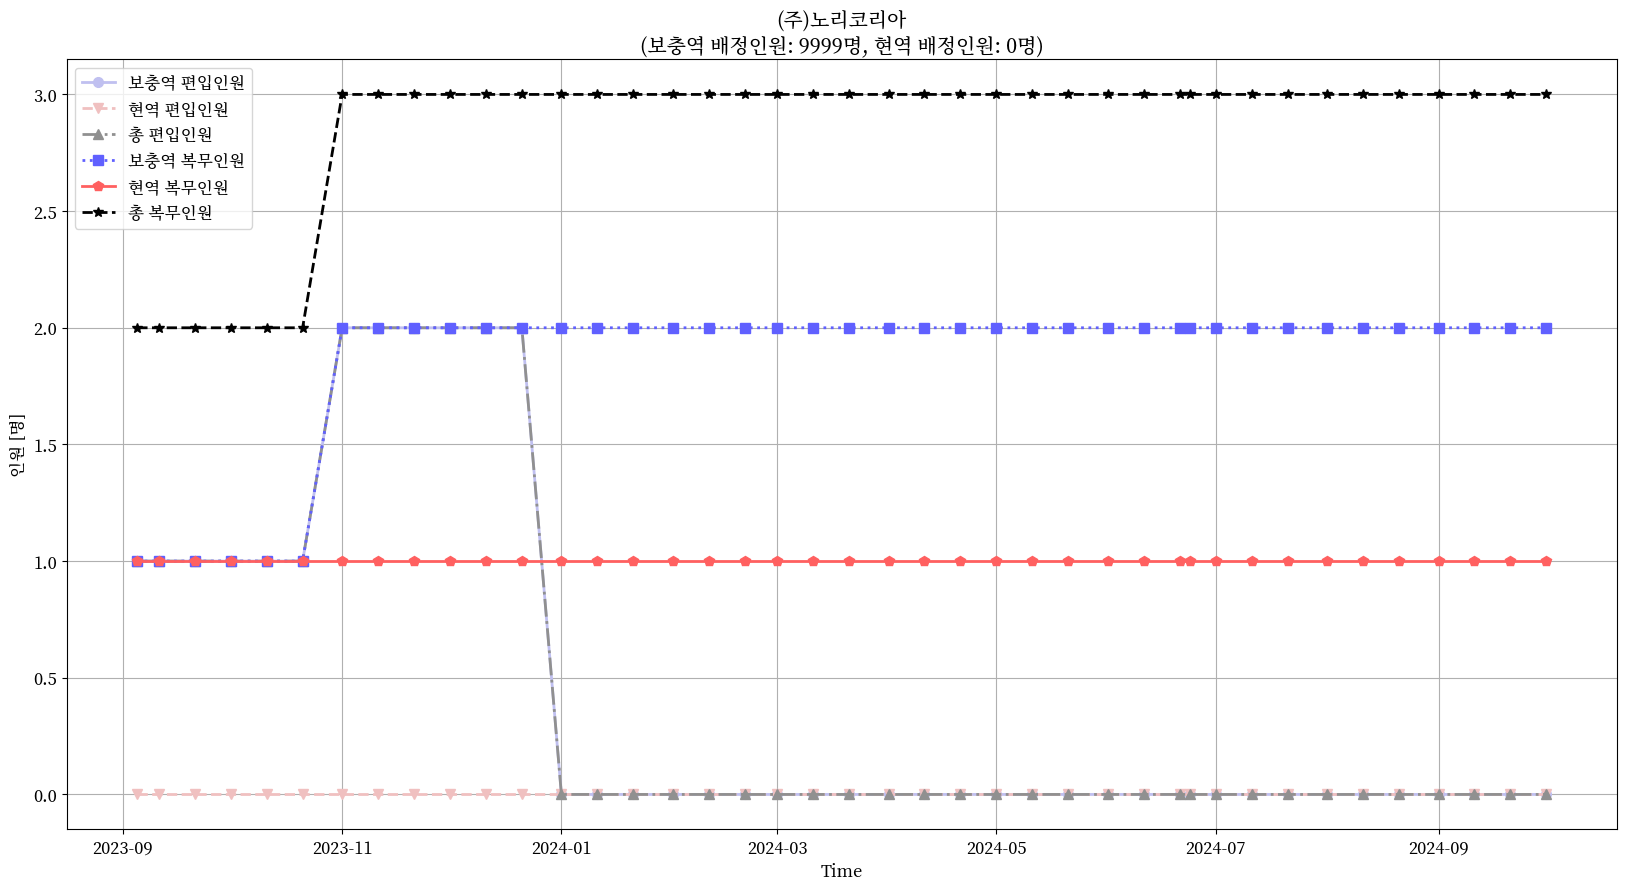 (주)노리코리아
(보충역 배정인원: 9999명, 현역 배정인원: 0명)
보충역 편입인원
현역 편입인원
총 편입인원
보충역 복무인원
현역 복무인원
총 복무인원
인원 [명]
3.0
2.5
2.0
1.5
1.0
0.5
0.0
2023-09 2023-11 2024-01 2024-03 2024-05 2024-07 2024-09
Time